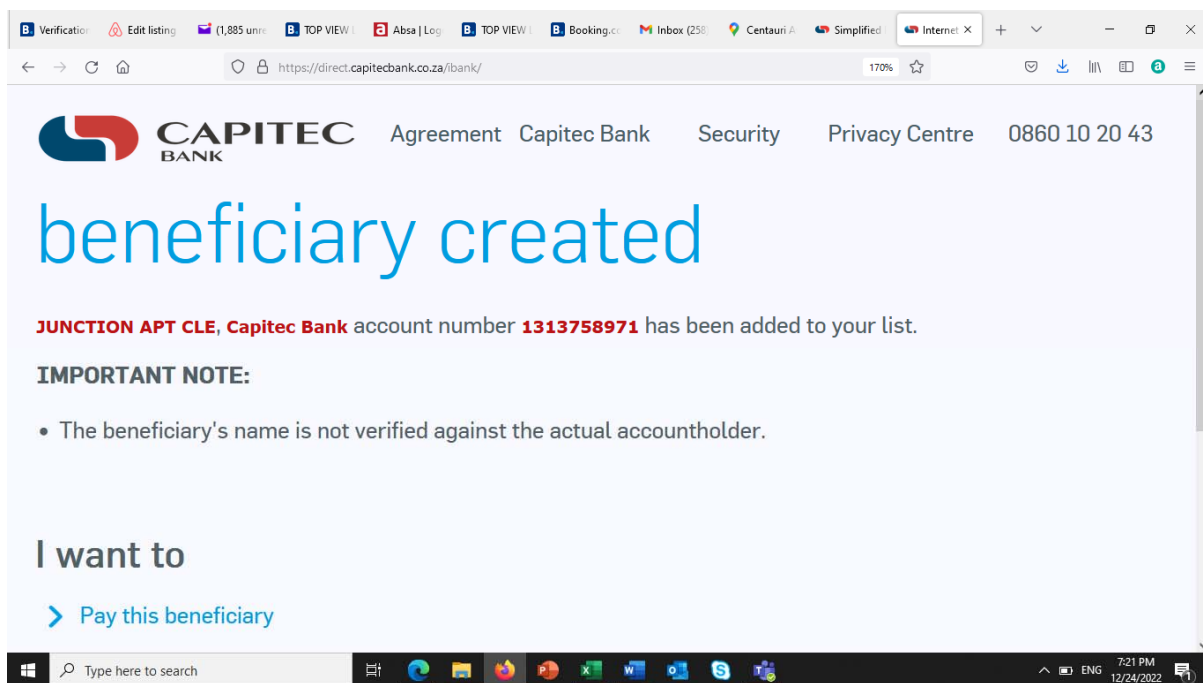 Verification Edit listing (1,885 unre TOP VIEW Absa | Log TOP VIEW Booking.c Inbox (258) Centauri A Simplified Internet
https://direct.capitecbank.co.za/ibank/ 170%
CAPITEC BANK Agreement Capitec Bank Security Privacy Centre 0860 10 20 43
beneficiary created
JUNCTION APT CLE, Capitec Bank account number 1313758971 has been added to your list.
IMPORTANT NOTE:
• The beneficiary's name is not verified against the actual accountholder.
I want to
Pay this beneficiary
Type here to search ENG 7:21 PM
12/24/2022